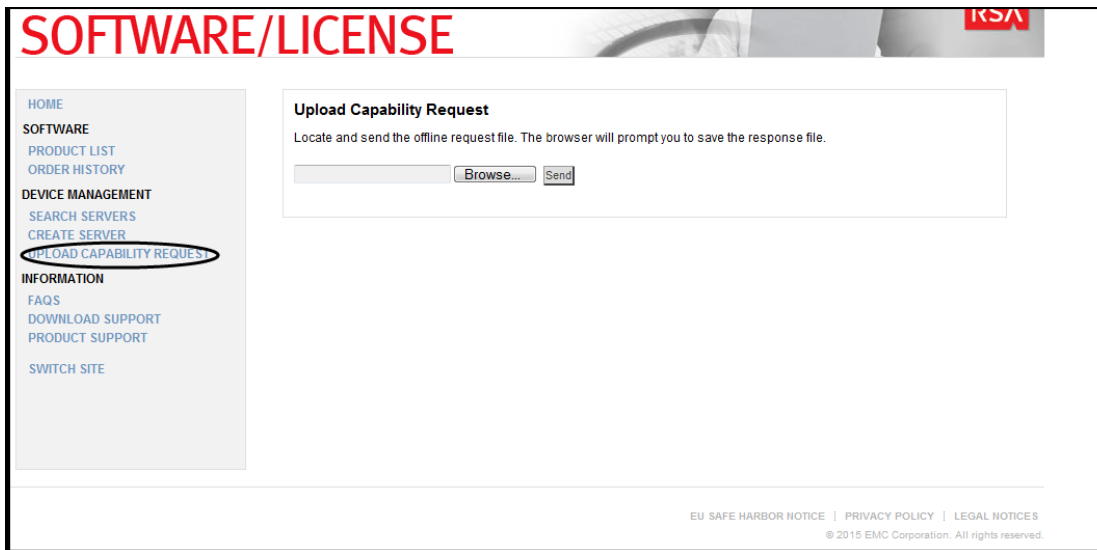 SOFTWARE/LICENSE
RSA
HOME
SOFTWARE
PRODUCT LIST
ORDER HISTORY
DEVICE MANAGEMENT
SEARCH SERVERS
CREATE SERVER
UPLOAD CAPABILITY REQUEST
INFORMATION
FAQS
DOWNLOAD SUPPORT
PRODUCT SUPPORT
SWITCH SITE
Upload Capability Request
Locate and send the offline request file. The browser will prompt you to save the response file.
Browse... Send
EU SAFE HARBOR NOTICE | PRIVACY POLICY | LEGAL NOTICES
© 2015 EMC Corporation. All rights reserved.